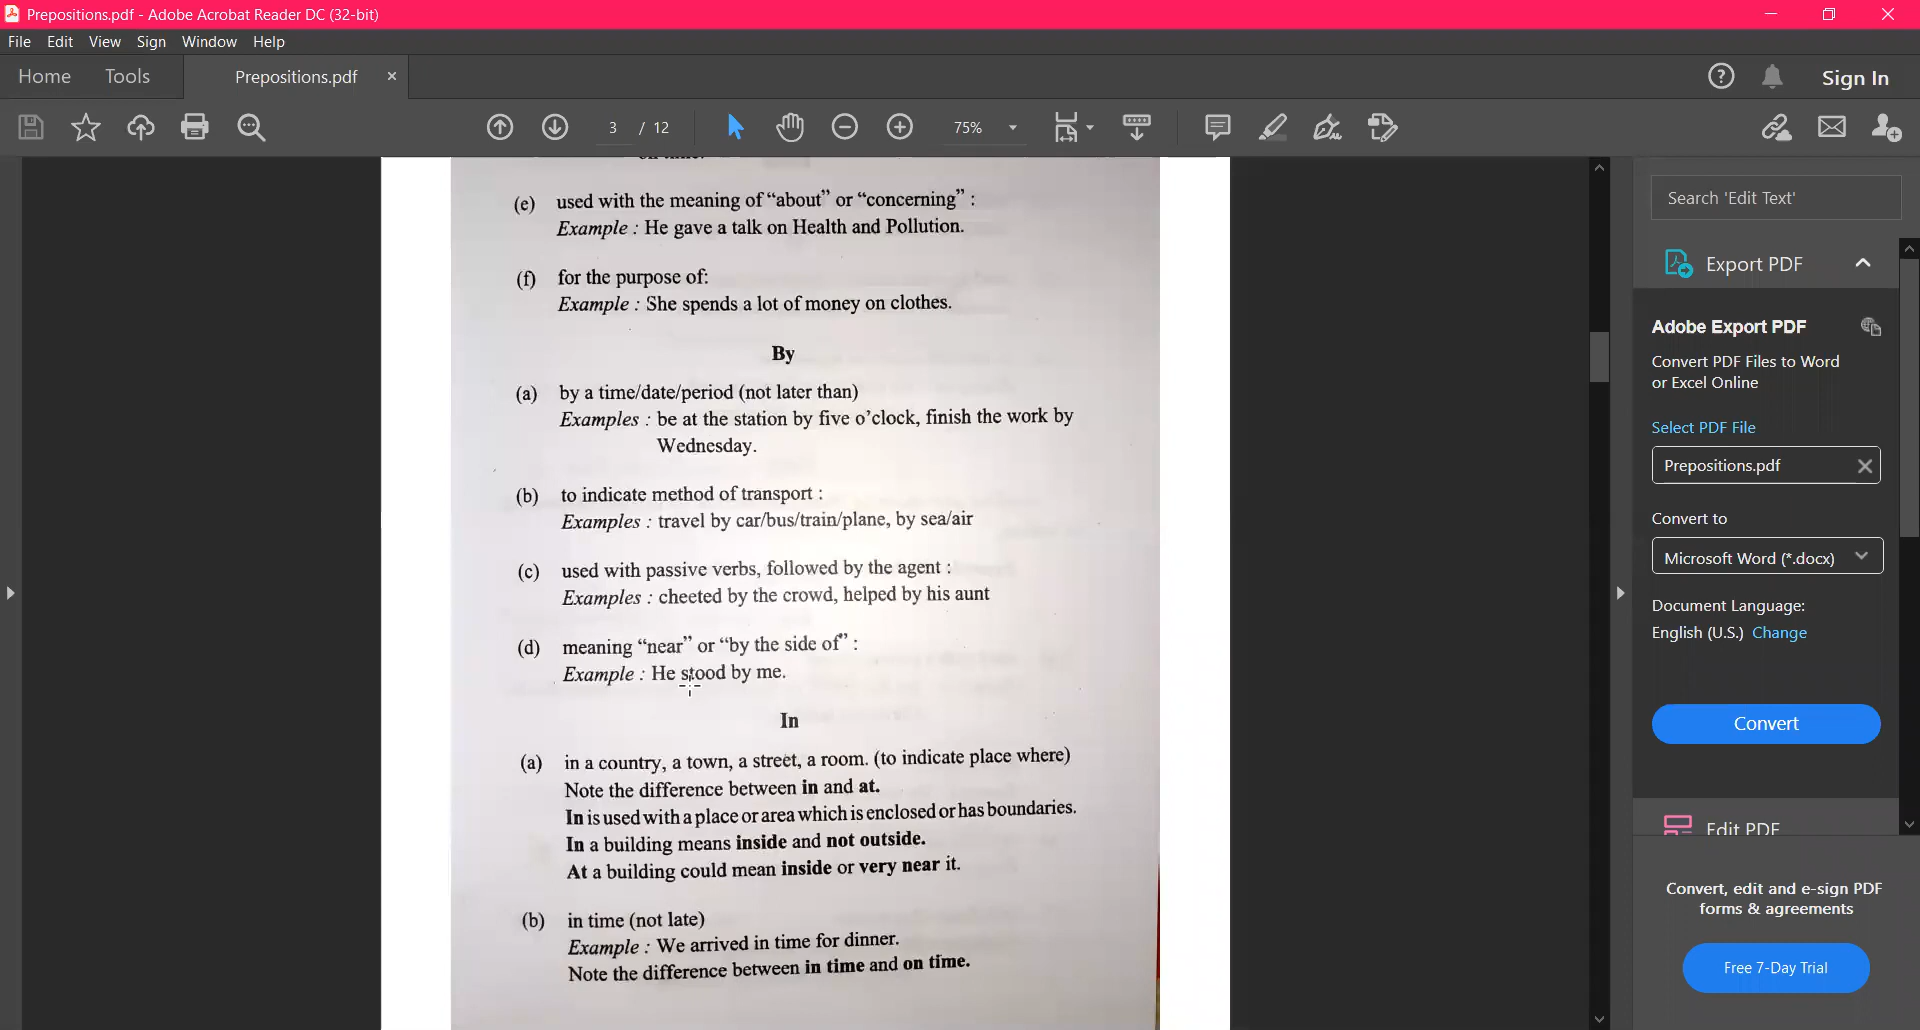 Prepositions.pdf - Adobe Acrobat Reader DC (32-bit)
File Edit View Sign Window Help
Home Tools Prepositions.pdf Sign In
3 / 12 75%
(e) used with the meaning of “about” or “concerning” :
Example : He gave a talk on Health and Pollution.
(f) for the purpose of:
Example : She spends a lot of money on clothes.
By
(a) by a time/date/period (not later than)
Examples : be at the station by five o’clock, finish the work by
Wednesday.
(b) to indicate method of transport :
Examples : travel by car/bus/train/plane, by sea/air
(c) used with passive verbs, followed by the agent :
Examples : cheeted by the crowd, helped by his aunt
(d) meaning “near” or “by the side of” :
Example : He stood by me.
In
(a) in a country, a town, a street, a room. (to indicate place where)
Note the difference between in and at.
In is used with a place or area which is enclosed or has boundaries.
In a building means inside and not outside.
At a building could mean inside or very near it.
(b) in time (not late)
Example : We arrived in time for dinner.
Note the difference between in time and on time.
Search 'Edit Text'
Export PDF
Adobe Export PDF
Convert PDF Files to Word
or Excel Online
Select PDF File
Prepositions.pdf
Convert to
Microsoft Word (*.docx)
Document Language:
English (U.S.) Change
Convert
Edit PDF
Convert, edit and e-sign PDF
forms & agreements
Free 7-Day Trial